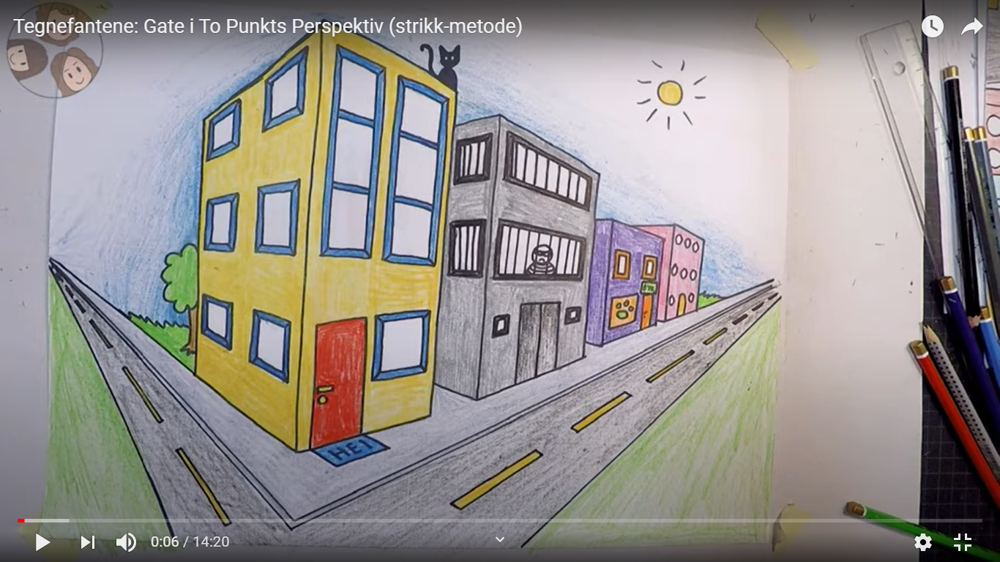 Tegnefantene: Gate i To Punkts Perspektiv (strikk-metode)
HEI
0:06 / 14:20